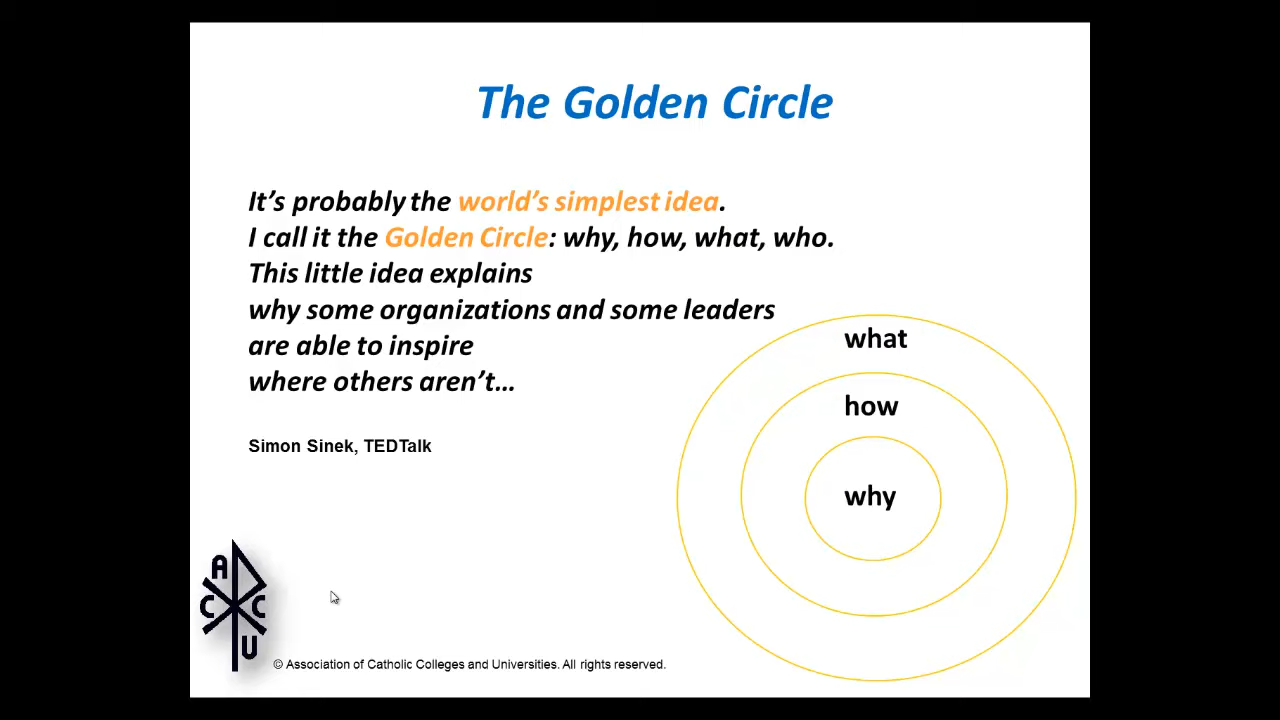 The Golden Circle
It's probably the world's simplest idea.
I call it the Golden Circle: why, how, what, who.
This little idea explains
why some organizations and some leaders
are able to inspire
where others aren't...
Simon Sinek, TEDTalk
what
how
why
A
C C
U
© Association of Catholic Colleges and Universities. All rights reserved.